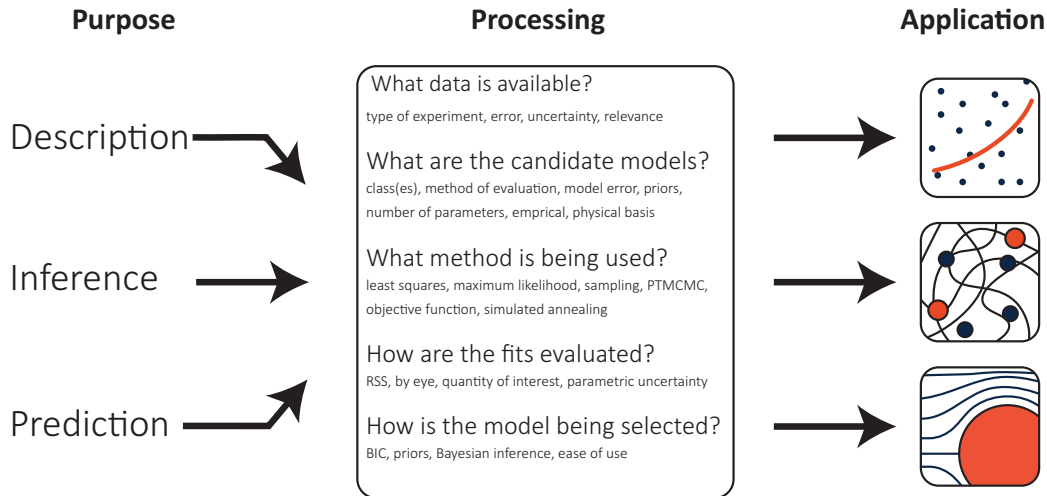 Purpose
Processing
Application
Description
Inference
Prediction
What data is available?
type of experiment, error, uncertainty, relevance
What are the candidate models?
class(es), method of evaluation, model error, priors,
number of parameters, emprical, physical basis
What method is being used?
least squares, maximum likelihood, sampling, PTMCMC,
objective function, simulated annealing
How are the fits evaluated?
RSS, by eye, quantity of interest, parametric uncertainty
How is the model being selected?
BIC, priors, Bayesian inference, ease of use